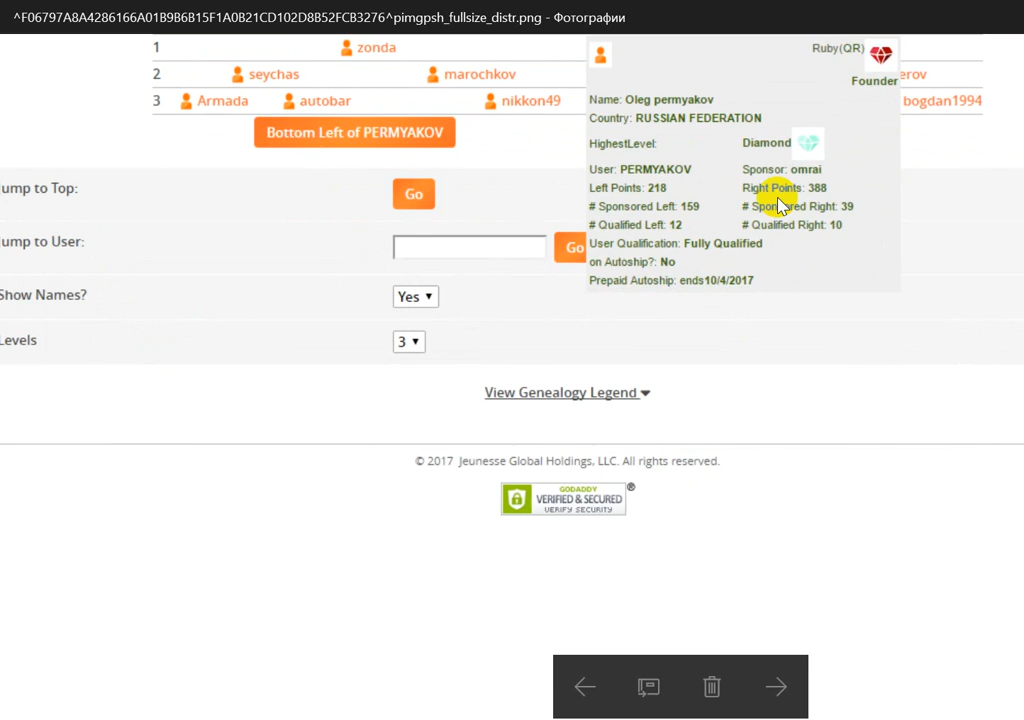 ^F06797A8A4286166A01B9B6B15F1A0B21CD102D8B52FCB3276^pimgpsh_fullsize_distr.png - Фотографии
1 zonda
2 seychas marochkov erov
3 Armada autobar nikkon49 bogdan1994
Bottom Left of PERMYAKOV
Ruby(QR)
Founder
Name: Oleg permyakov
Country: RUSSIAN FEDERATION
HighestLevel: Diamond
User: PERMYAKOV Sponsor: omrai
Left Points: 218 Right Points: 388
# Sponsored Left: 159 # Sponsored Right: 39
# Qualified Left: 12 # Qualified Right: 10
User Qualification: Fully Qualified
on Autoship?: No
Prepaid Autoship: ends10/4/2017
ump to Top: Go
ump to User: Go
Show Names? Yes ▼
Levels 3 ▼
View Genealogy Legend
© 2017 Jeunesse Global Holdings, LLC. All rights reserved.
GODADDY
VERIFIED & SECURED
VERIFY SECURITY
®